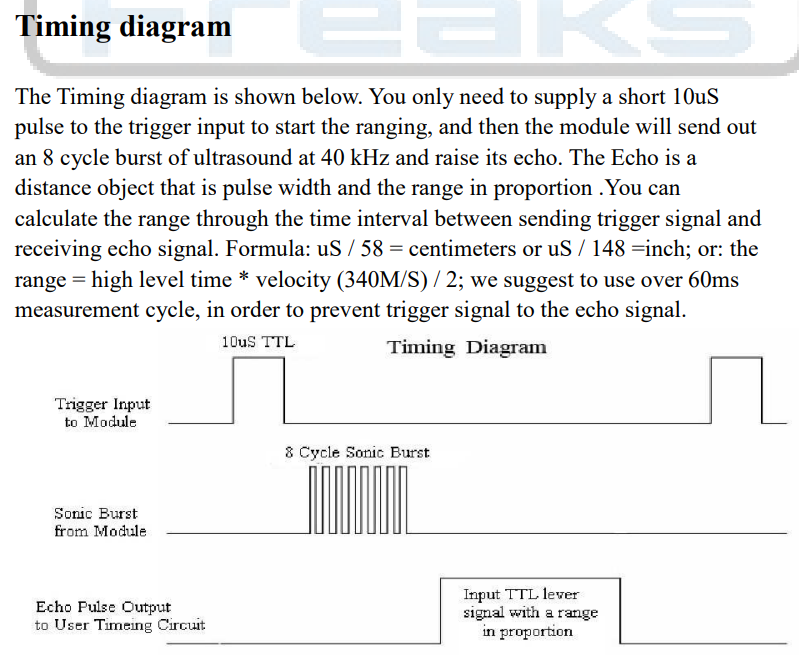 Freaks
Timing diagram
The Timing diagram is shown below. You only need to supply a short 10uS
pulse to the trigger input to start the ranging, and then the module will send out
an 8 cycle burst of ultrasound at 40 kHz and raise its echo. The Echo is a
distance object that is pulse width and the range in proportion .You can
calculate the range through the time interval between sending trigger signal and
receiving echo signal. Formula: uS / 58 = centimeters or uS / 148 =inch; or: the
range = high level time * velocity (340M/S) / 2; we suggest to use over 60ms
measurement cycle, in order to prevent trigger signal to the echo signal.
10uS TTL
Timing Diagram
Trigger Input
to Module
8 Cycle Sonic Burst
Sonic Burst
from Module
Echo Pulse Output
to User Timeing Circuit
Input TTL lever
signal with a range
in proportion